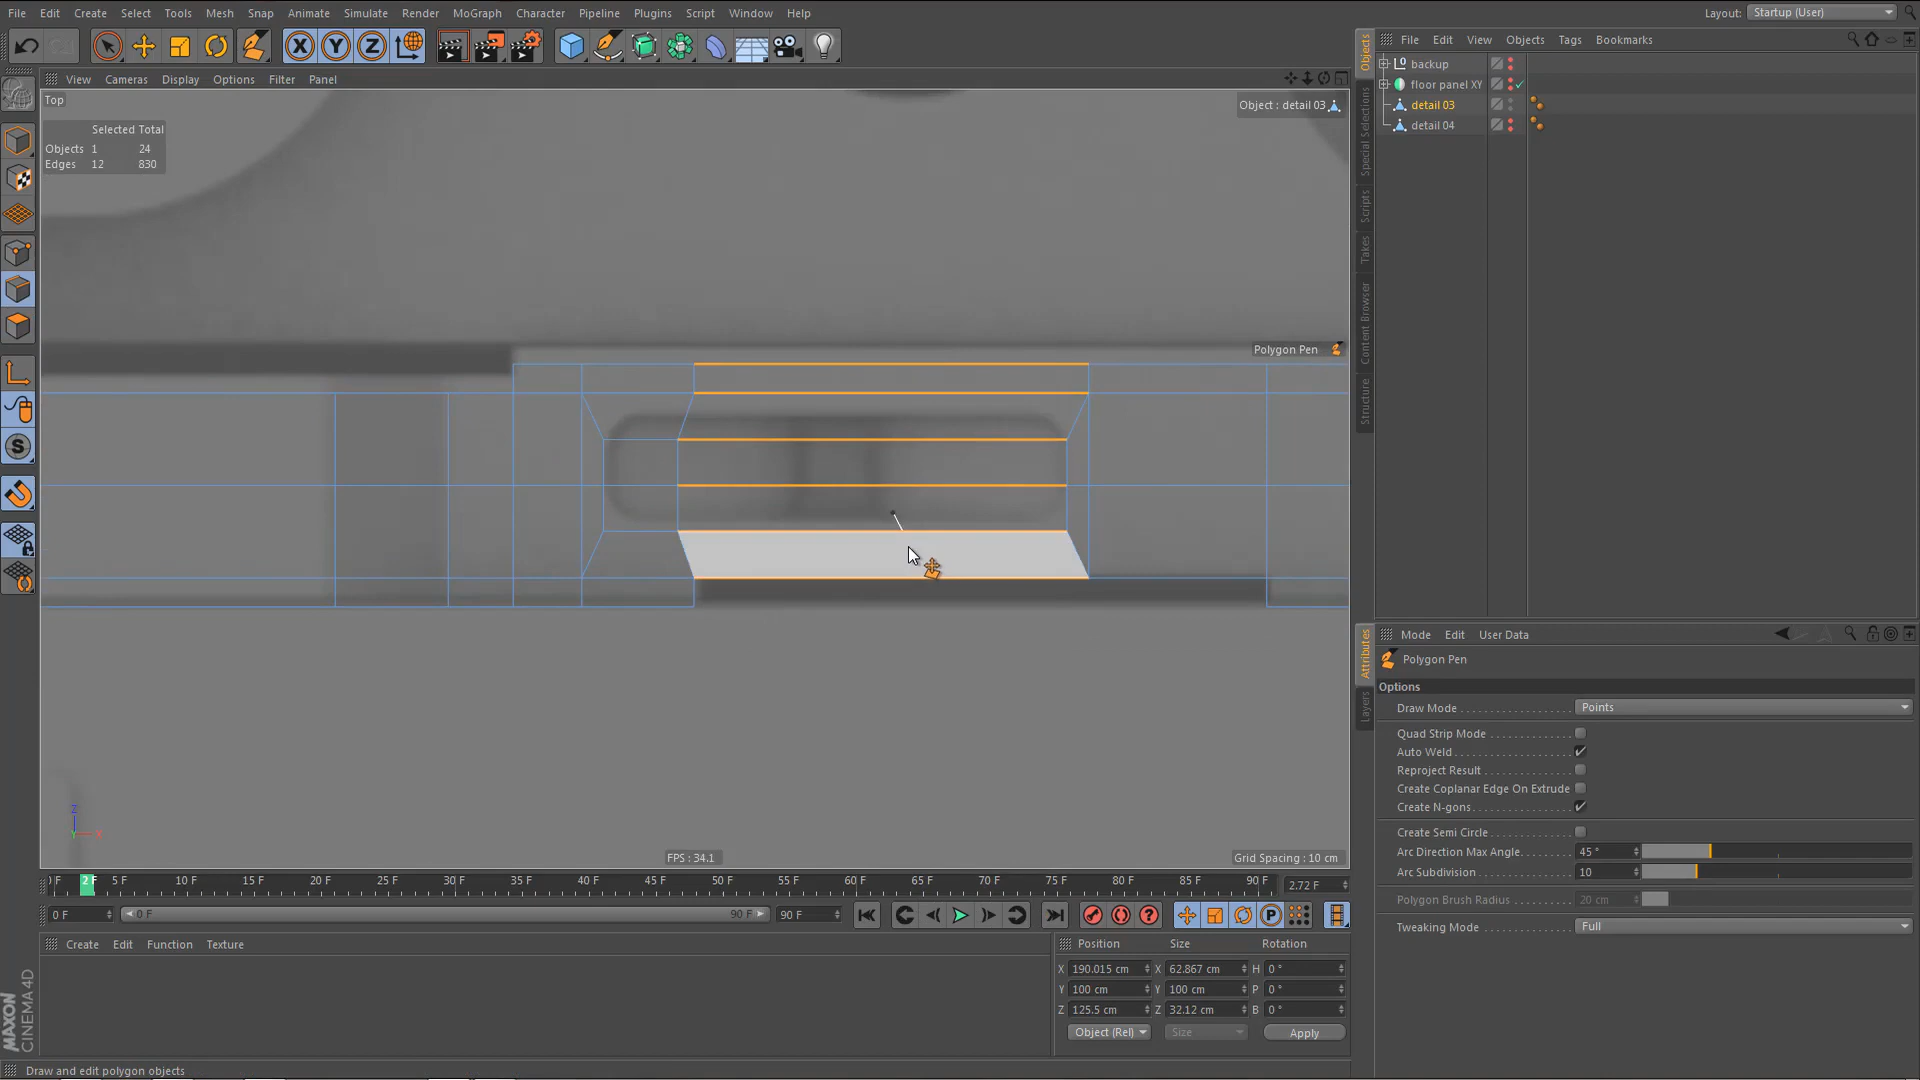 File Edit Create Select Tools Mesh Snap Animate Simulate Render MoGraph Character Pipeline Plugins Script Window Help Layout: Startup (User)
X Y Z
File Edit View Objects Tags Bookmarks
View Cameras Display Options Filter Panel
Top
Object : detail 03
Selected Total
Objects 1 24
Edges 12 830
backup
floor panel XY
detail 03
detail 04
Objects
Special Selections
Scripts
Takes
Content Browser
Structure
Polygon Pen
Z
Y X
FPS : 34.1
Grid Spacing : 10 cm
Attributes
Layers
Mode Edit User Data
Polygon Pen
Options
Draw Mode Points
Quad Strip Mode
Auto Weld
Reproject Result
Create Coplanar Edge On Extrude
Create N-gons
Create Semi Circle
Arc Direction Max Angle 45 °
Arc Subdivision 10
Polygon Brush Radius 20 cm
Tweaking Mode Full
2 F 5 F 10 F 15 F 20 F 25 F 30 F 35 F 40 F 45 F 50 F 55 F 60 F 65 F 70 F 75 F 80 F 85 F 90 F 2.72 F
0 F 0 F 90 F 90 F
Create Edit Function Texture
Position Size Rotation
X 190.015 cm X 62.867 cm H 0 °
Y 100 cm Y 100 cm P 0 °
Z 125.5 cm Z 32.12 cm B 0 °
Object (Rel) Size Apply
MAXON
CINEMA 4D
Draw and edit polygon objects